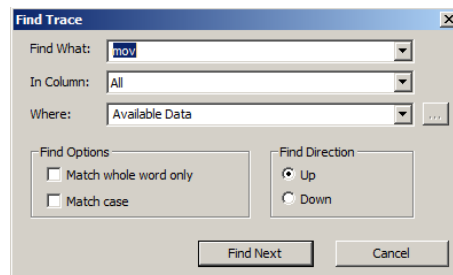 Find Trace
Find What: mov
In Column: All
Where: Available Data ...
Find Options
Match whole word only
Match case
Find Direction
Up
Down
Find Next Cancel